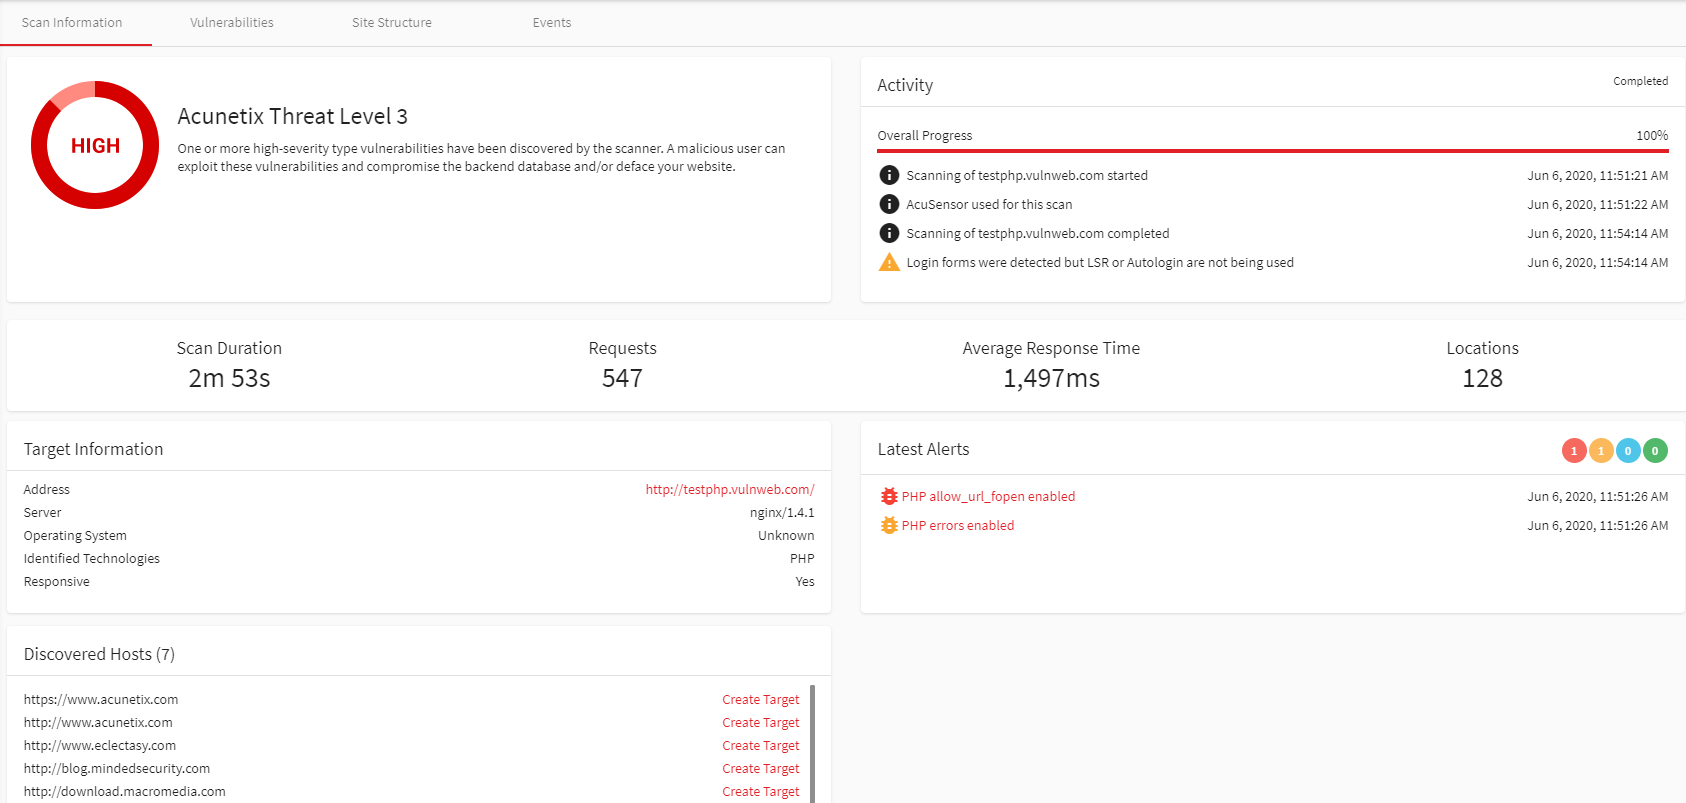 Scan Information Vulnerabilities Site Structure Events
HIGH
Acunetix Threat Level 3
One or more high-severity type vulnerabilities have been discovered by the scanner. A malicious user can
exploit these vulnerabilities and compromise the backend database and/or deface your website.
Activity Completed
Overall Progress 100%
Scanning of testphp.vulnweb.com started Jun 6, 2020, 11:51:21 AM
AcuSensor used for this scan Jun 6, 2020, 11:51:22 AM
Scanning of testphp.vulnweb.com completed Jun 6, 2020, 11:54:14 AM
Login forms were detected but LSR or Autologin are not being used Jun 6, 2020, 11:54:14 AM
Scan Duration Requests Average Response Time Locations
2m 53s 547 1,497ms 128
Target Information
Address http://testphp.vulnweb.com/
Server nginx/1.4.1
Operating System Unknown
Identified Technologies PHP
Responsive Yes
Latest Alerts 1 1 0 0
PHP allow_url_fopen enabled Jun 6, 2020, 11:51:26 AM
PHP errors enabled Jun 6, 2020, 11:51:26 AM
Discovered Hosts (7)
https://www.acunetix.com Create Target
http://www.acunetix.com Create Target
http://www.eclectasy.com Create Target
http://blog.mindedsecurity.com Create Target
http://download.macromedia.com Create Target